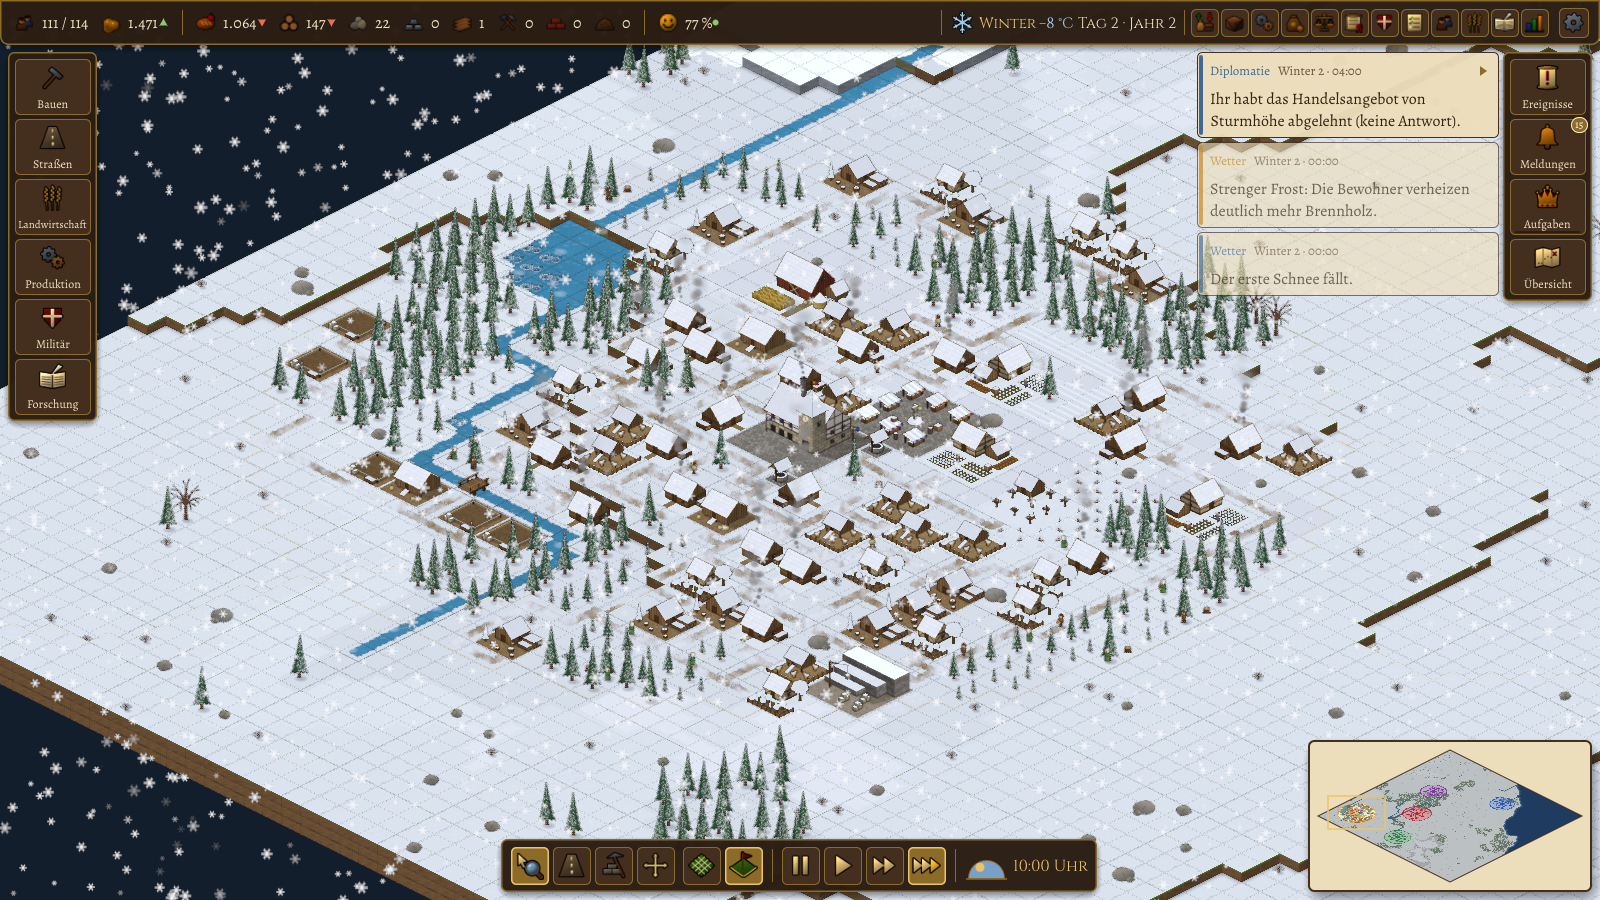 111 / 114
1.471
1.064
147
22
0
1
0
0
0
77 %
Winter -8 °C Tag 2 · Jahr 2
Bauen
Straßen
Landwirtschaft
Produktion
Militär
Forschung
Diplomatie Winter 2 · 04:00
Ihr habt das Handelsangebot von
Sturmhöhe abgelehnt (keine Antwort).
Wetter Winter 2 · 00:00
Strenger Frost: Die Bewohner verheizen
deutlich mehr Brennholz.
Wetter Winter 2 · 00:00
Der erste Schnee fällt.
Ereignisse
15
Meldungen
Aufgaben
Übersicht
10:00 Uhr